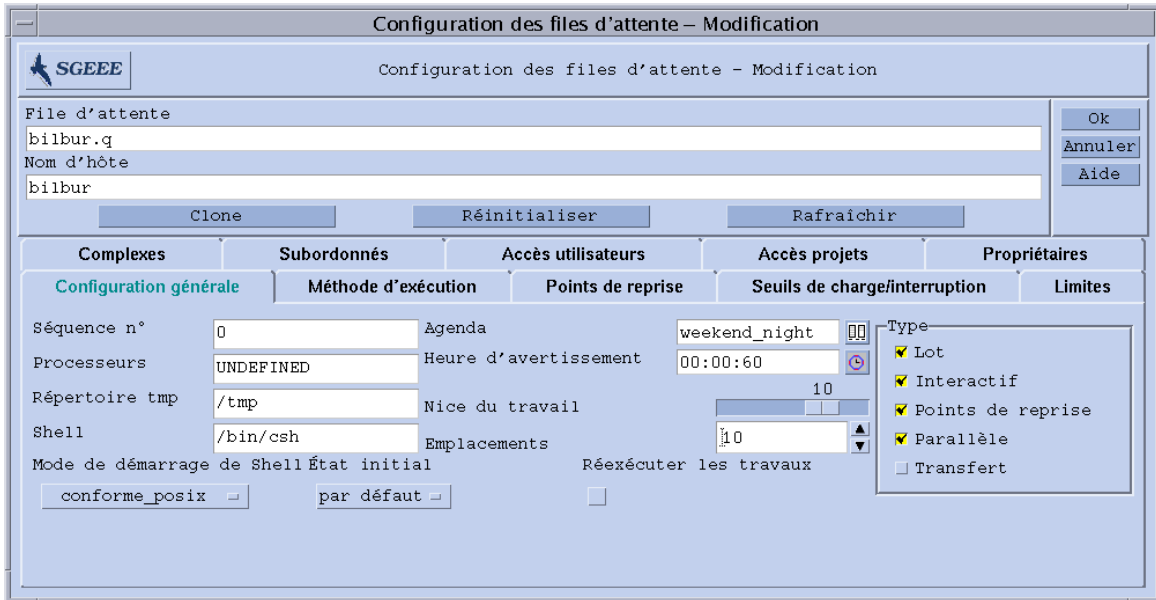 Configuration des files d'attente – Modification
SGEEE
Configuration des files d'attente - Modification
File d'attente
bilbur.q
Nom d'hôte
bilbur
Ok
Annuler
Aide
Clone Réinitialiser Rafraîchir
Complexes Subordonnés Accès utilisateurs Accès projets Propriétaires
Configuration générale Méthode d'exécution Points de reprise Seuils de charge/interruption Limites
Séquence n° 0
Processeurs UNDEFINED
Répertoire tmp /tmp
Shell /bin/csh
Agenda weekend_night
Heure d'avertissement 00:00:60
Nice du travail 10
Emplacements 10
Mode de démarrage de Shell État initial Réexécuter les travaux
conforme_posix par défaut
Type
Lot
Interactif
Points de reprise
Parallèle
Transfert